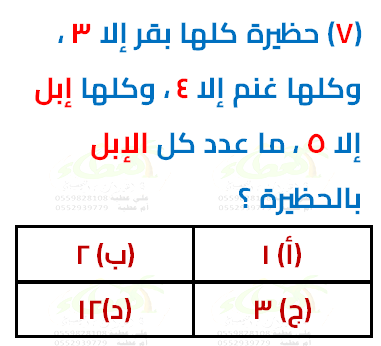 (٧) حظيرة كلها بقر إلا ٣ ،
وكلها غنم إلا ٤ ، وكلها إبل
إلا ٥ ، ما عدد كل الإبل
بالحظيرة ؟
(أ) ١
(ب) ٢
(ج) ٣
(د) ١٢